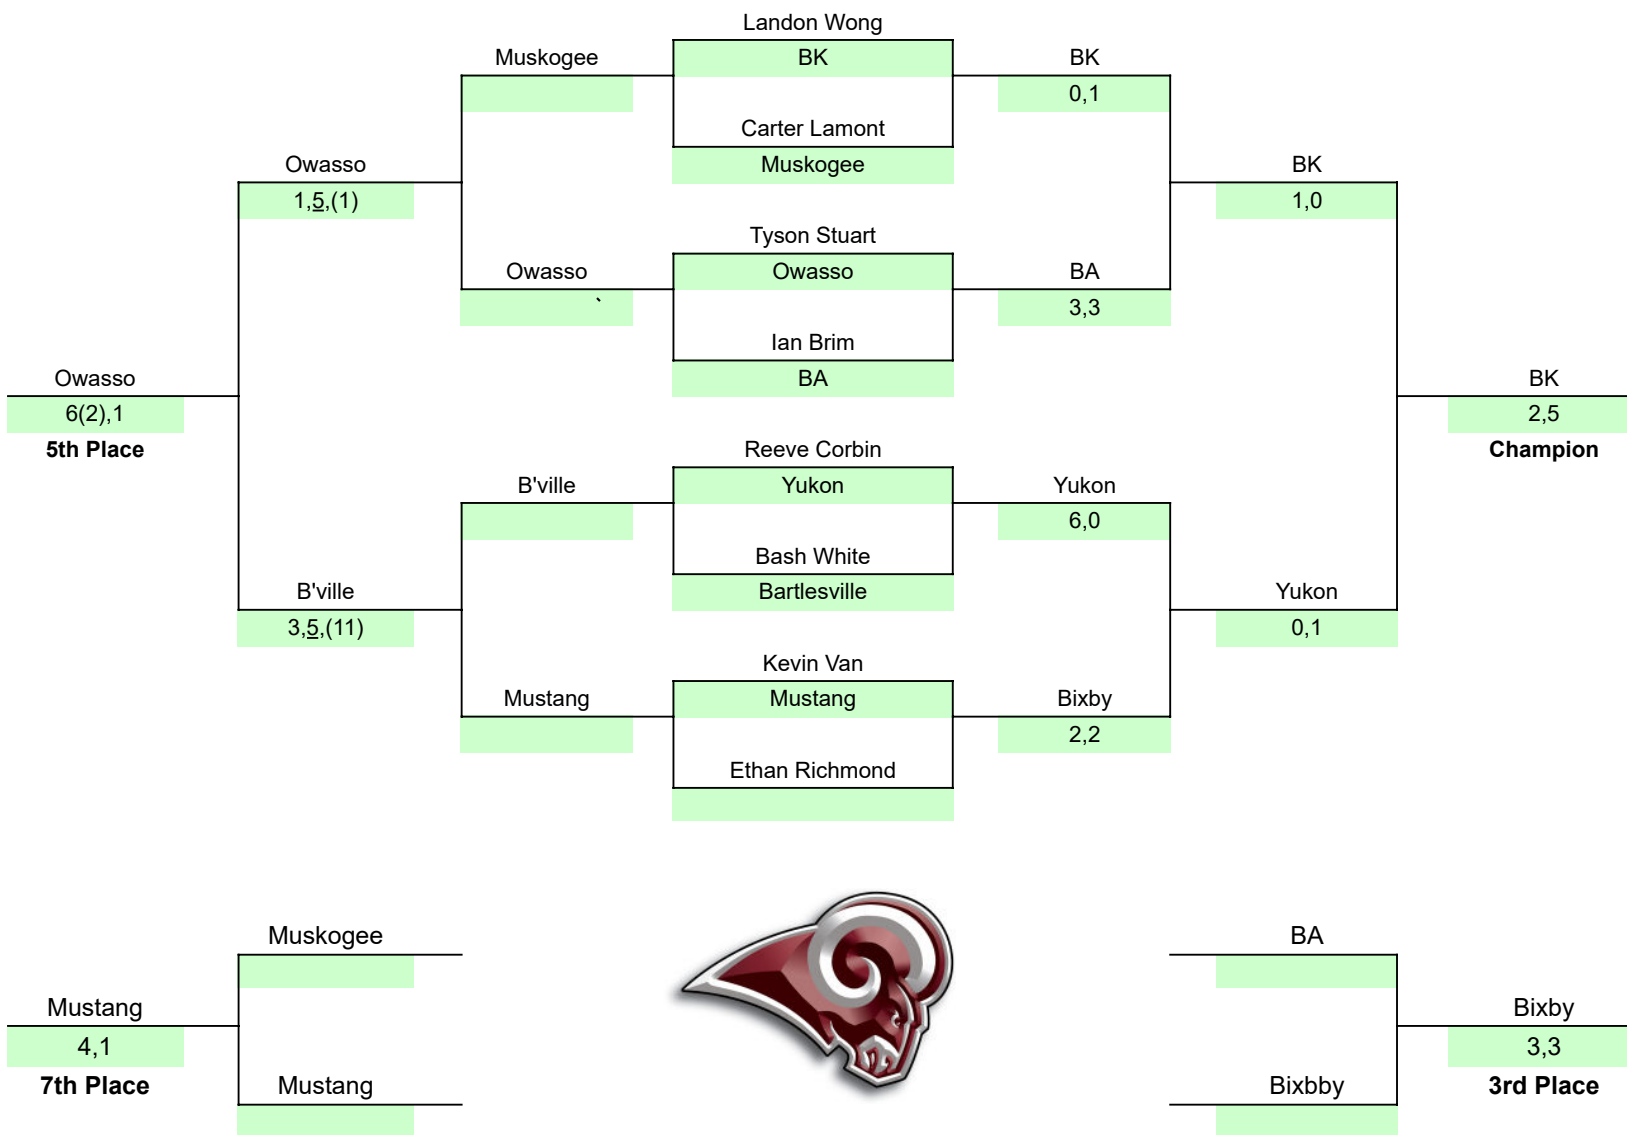 Landon Wong
Muskogee BK BK
0,1
Carter Lamont
Owasso Muskogee BK
1,5,(1) 1,0
Tyson Stuart
Owasso Owasso BA
` 3,3
Ian Brim
Owasso BA BK
6(2),1 2,5
5th Place Reeve Corbin Champion
B'ville Yukon Yukon
6,0
Bash White
B'ville Bartlesville Yukon
3,5,(11) 0,1
Kevin Van
Mustang Mustang Bixby
2,2
Ethan Richmond
Muskogee BA
Mustang Bixby
4,1 3,3
7th Place Mustang Bixbby 3rd Place